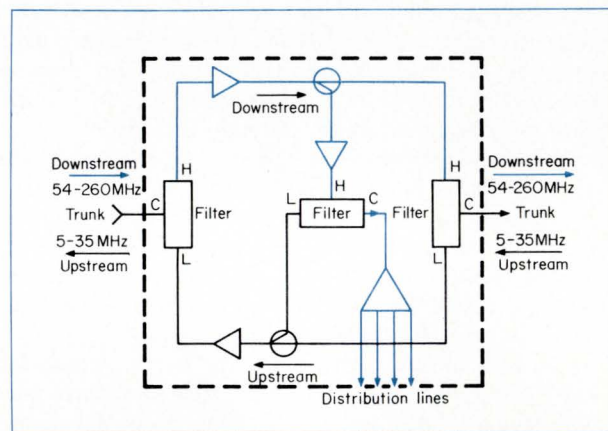 Downstream
H
H
Downstream
54-260MHz
Trunk
C
Filter
L
H
C
Filter
Filter
C
Downstream
54-260MHz
Trunk
5-35MHz
Upstream
L
L
5-35MHz
Upstream
Upstream
Distribution lines